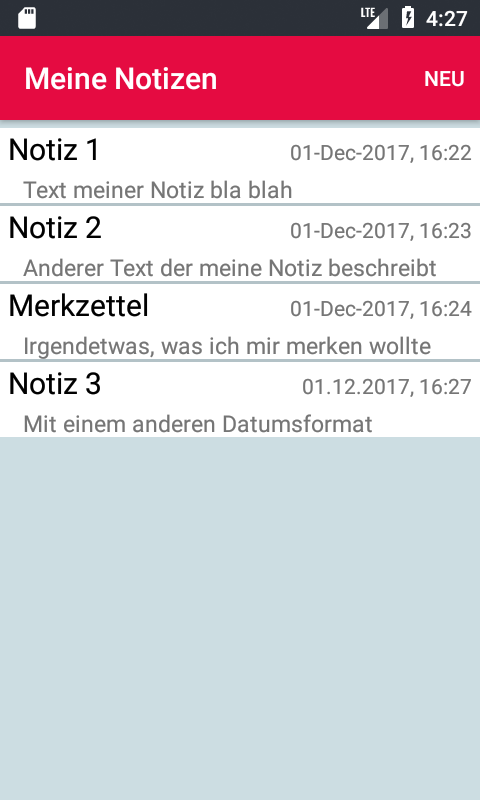 LTE 4:27
Meine Notizen NEU
Notiz 1 01-Dec-2017, 16:22
Text meiner Notiz bla blah
Notiz 2 01-Dec-2017, 16:23
Anderer Text der meine Notiz beschreibt
Merkzettel 01-Dec-2017, 16:24
Irgendetwas, was ich mir merken wollte
Notiz 3 01.12.2017, 16:27
Mit einem anderen Datumsformat